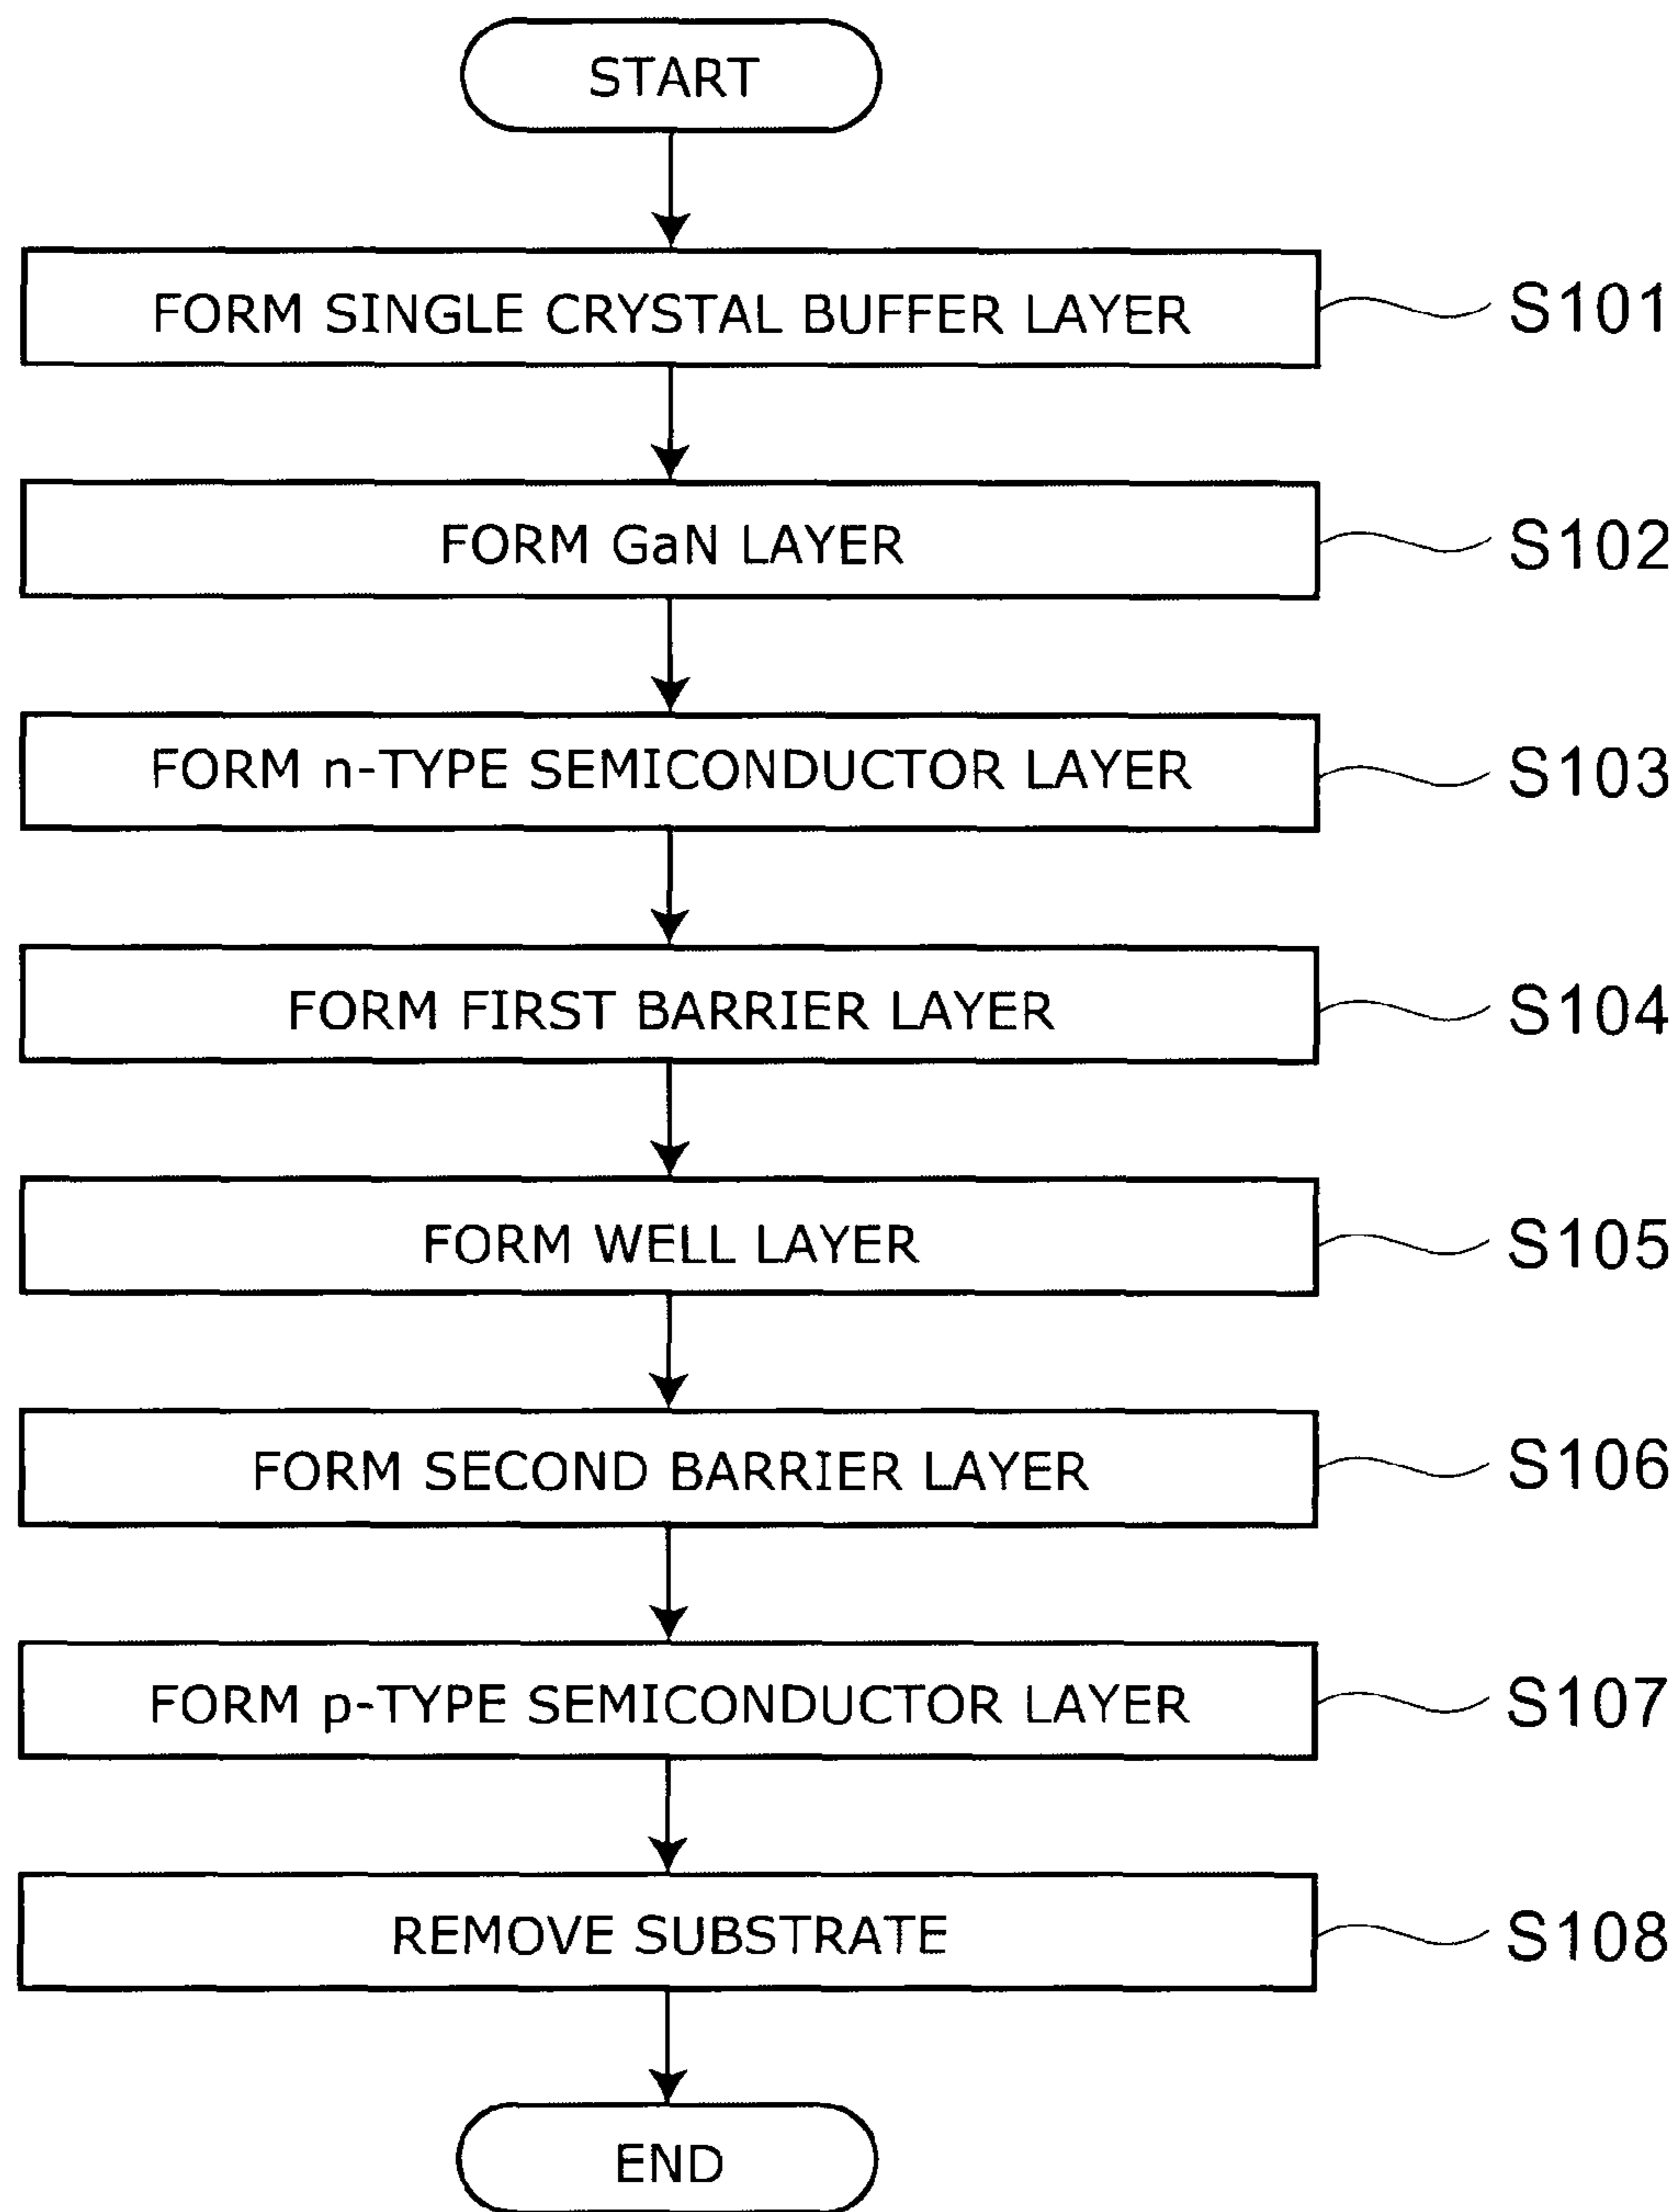 START
FORM SINGLE CRYSTAL BUFFER LAYER S101
FORM GaN LAYER S102
FORM n-TYPE SEMICONDUCTOR LAYER S103
FORM FIRST BARRIER LAYER S104
FORM WELL LAYER S105
FORM SECOND BARRIER LAYER S106
FORM p-TYPE SEMICONDUCTOR LAYER S107
REMOVE SUBSTRATE S108
END